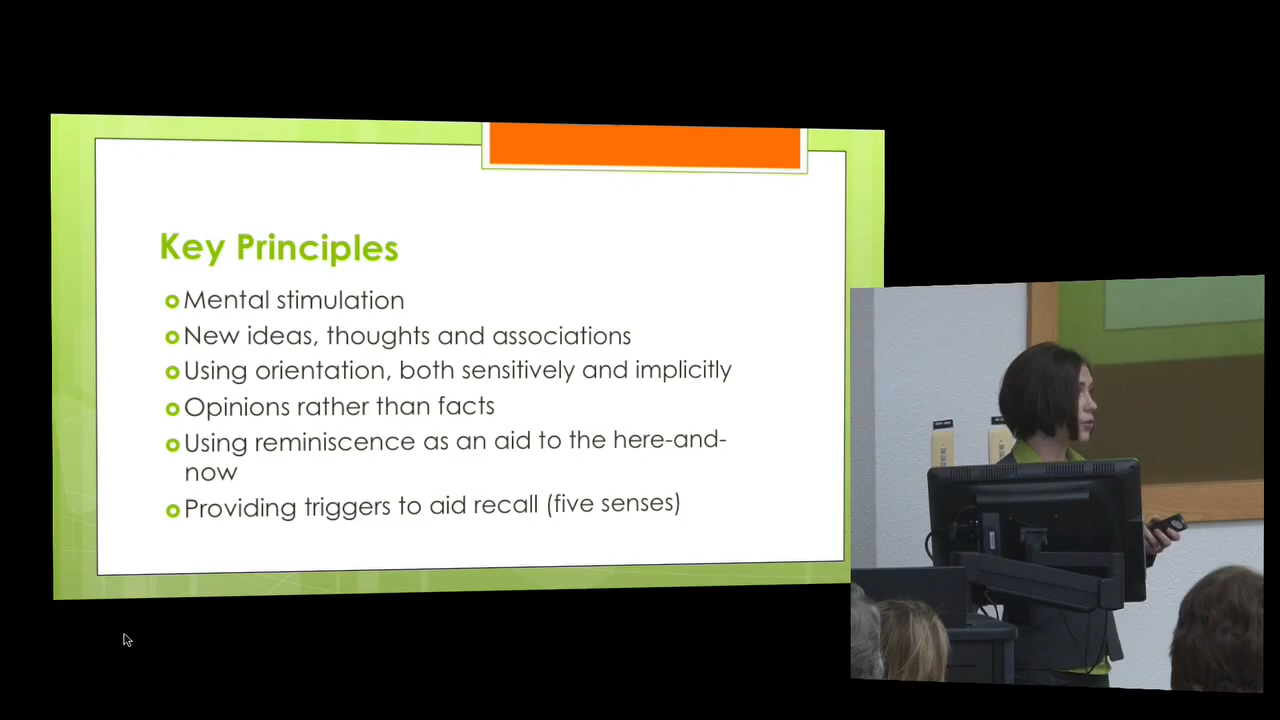 Key Principles
Mental stimulation
New ideas, thoughts and associations
Using orientation, both sensitively and implicitly
Opinions rather than facts
Using reminiscence as an aid to the here-and-
now
Providing triggers to aid recall (five senses)